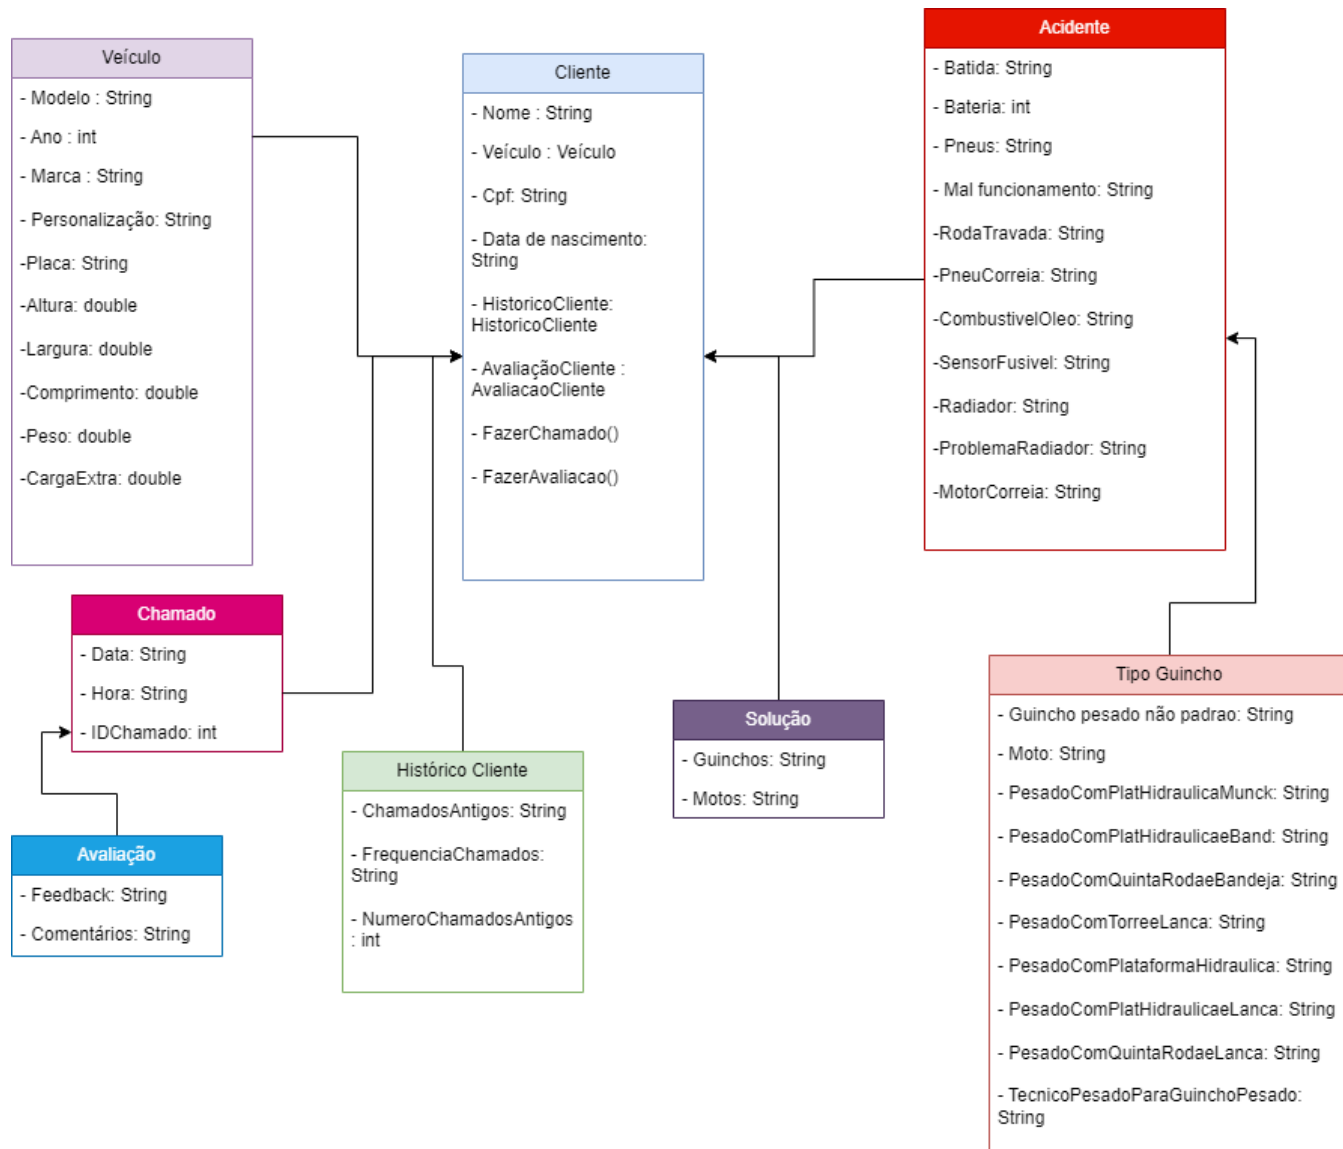 Veículo
- Modelo : String
- Ano : int
- Marca : String
- Personalização: String
-Placa: String
-Altura: double
-Largura: double
-Comprimento: double
-Peso: double
-CargaExtra: double
Cliente
- Nome : String
- Veículo : Veículo
- Cpf: String
- Data de nascimento:
String
- HistoricoCliente:
HistoricoCliente
- AvaliaçãoCliente :
AvaliacaoCliente
- FazerChamado()
- FazerAvaliacao()
Acidente
- Batida: String
- Bateria: int
- Pneus: String
- Mal funcionamento: String
-RodaTravada: String
-PneuCorreia: String
-CombustivelOleo: String
-SensorFusivel: String
-Radiador: String
-ProblemaRadiador: String
-MotorCorreia: String
Chamado
- Data: String
- Hora: String
- IDChamado: int
Avaliação
- Feedback: String
- Comentários: String
Histórico Cliente
- ChamadosAntigos: String
- FrequenciaChamados:
String
- NumeroChamadosAntigos
: int
Solução
- Guinchos: String
- Motos: String
Tipo Guincho
- Guincho pesado não padrao: String
- Moto: String
- PesadoComPlatHidraulicaMunck: String
- PesadoComPlatHidraulicaeBand: String
- PesadoComQuintaRodaeBandeja: String
- PesadoComTorreeLanca: String
- PesadoComPlataformaHidraulica: String
- PesadoComPlatHidraulicaeLanca: String
- PesadoComQuintaRodaeLanca: String
- TecnicoPesadoParaGuinchoPesado:
String